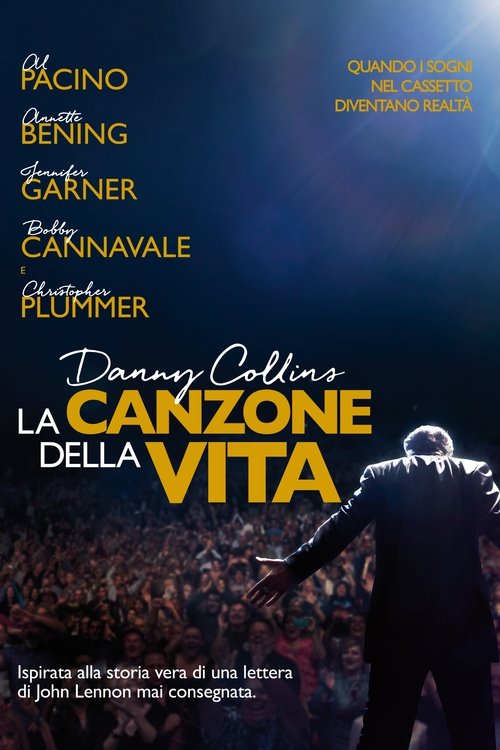 Al
PACINO
Annette
BENING
Jennifer
GARNER
Bobby
CANNAVALE
E
Christopher
PLUMMER
QUANDO I SOGNI
NEL CASSETTO
DIVENTANO REALTÀ
Danny Collins
LA CANZONE
DELLA VITA
Ispirata alla storia vera di una lettera
di John Lennon mai consegnata.